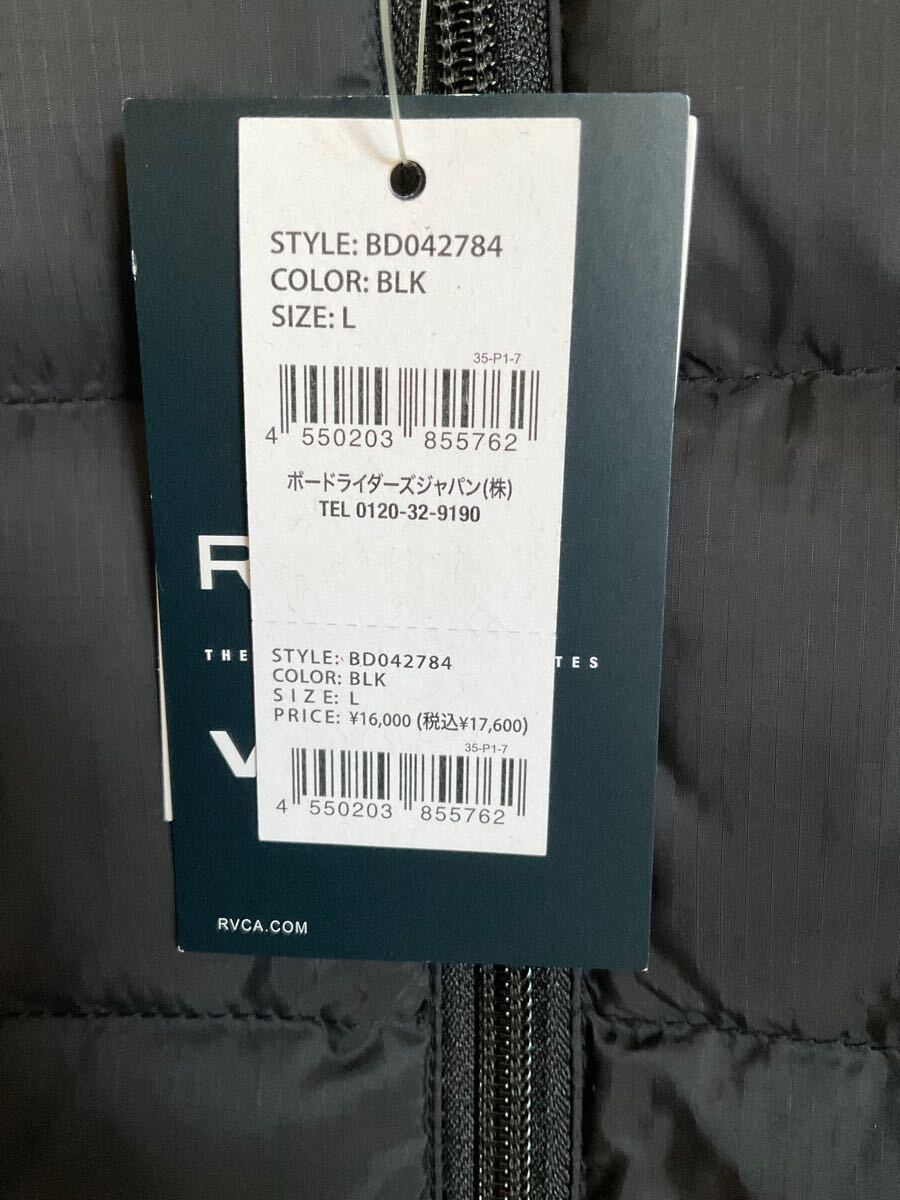 STYLE: BD042784
COLOR: BLK
SIZE: L
35-P1-7
4 550203 855762
ボードライダーズジャパン(株)
TEL 0120-32-9190
R
THE TES
STYLE: BD042784
COLOR: BLK
SIZE: L
PRICE: ¥16,000 (税込¥17,600)
35-P1-7
V
4 550203 855762
RVCA.COM